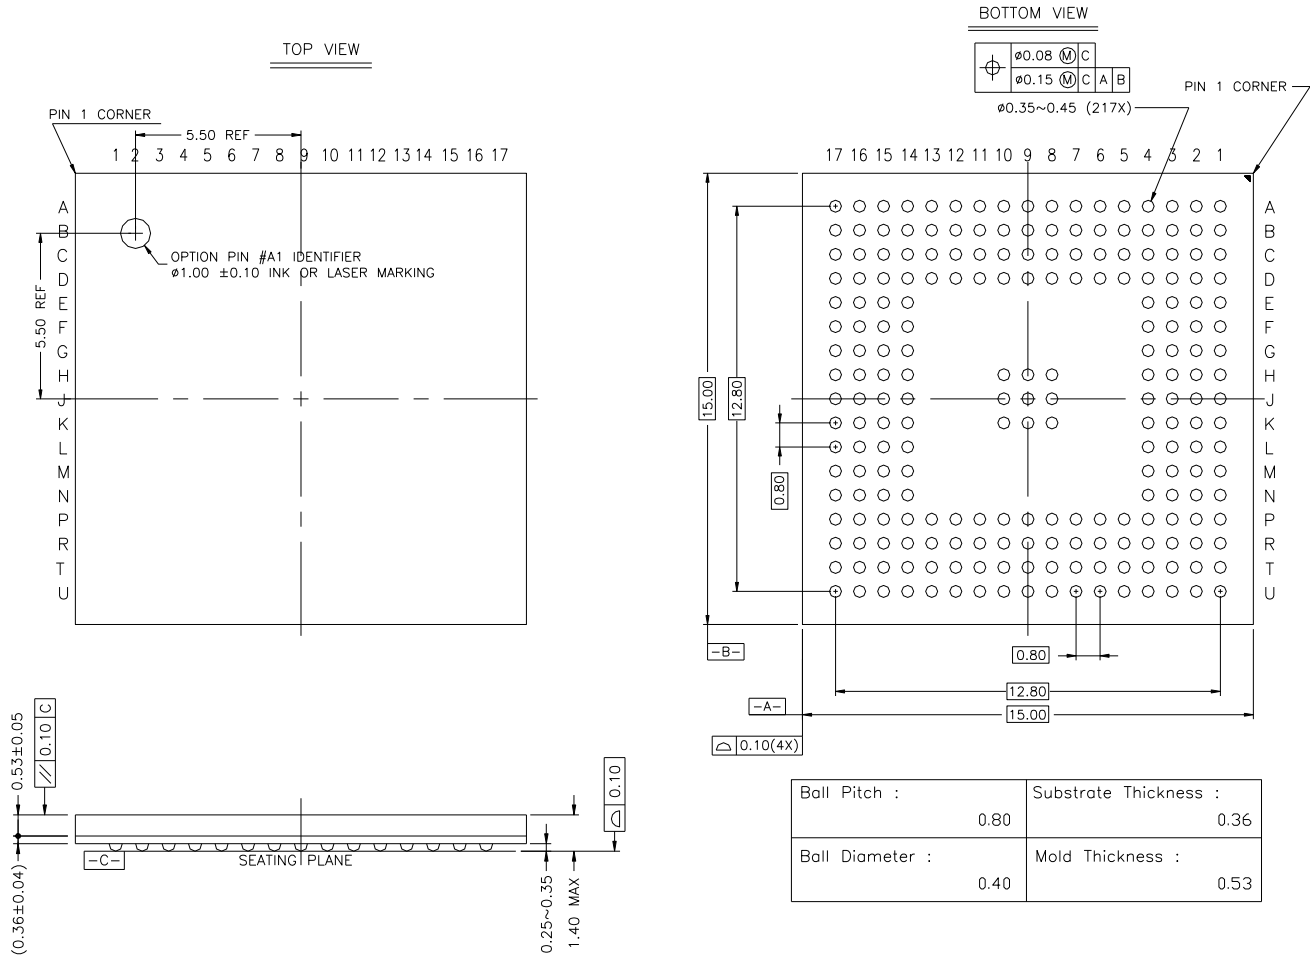 TOP VIEW
PIN 1 CORNER
5.50 REF
1 2 3 4 5 6 7 8 9 10 11 12 13 14 15 16 17
A
B
C
D
E
F
G
H
J
K
L
M
N
P
R
T
U
OPTION PIN #A1 IDENTIFIER
ø1.00 ±0.10 INK OR LASER MARKING
5.50 REF
BOTTOM VIEW
ø0.08 Ⓜ C
ø0.15 Ⓜ C A B
ø0.35~0.45 (217X)
PIN 1 CORNER
17 16 15 14 13 12 11 10 9 8 7 6 5 4 3 2 1
A
B
C
D
E
F
G
H
J
K
L
M
N
P
R
T
U
15.00
12.80
0.80
-B-
0.80
12.80
-A-
15.00
0.10(4X)
0.53±0.05
// 0.10 C
(0.36±0.04)
-C-
SEATING PLANE
0.25~0.35
1.40 MAX
0.10
Ball Pitch :
0.80
Substrate Thickness :
0.36
Ball Diameter :
0.40
Mold Thickness :
0.53